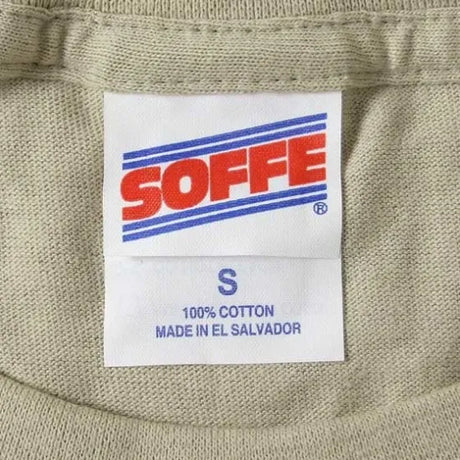 SOFFE
®
S
100% COTTON
MADE IN EL SALVADOR